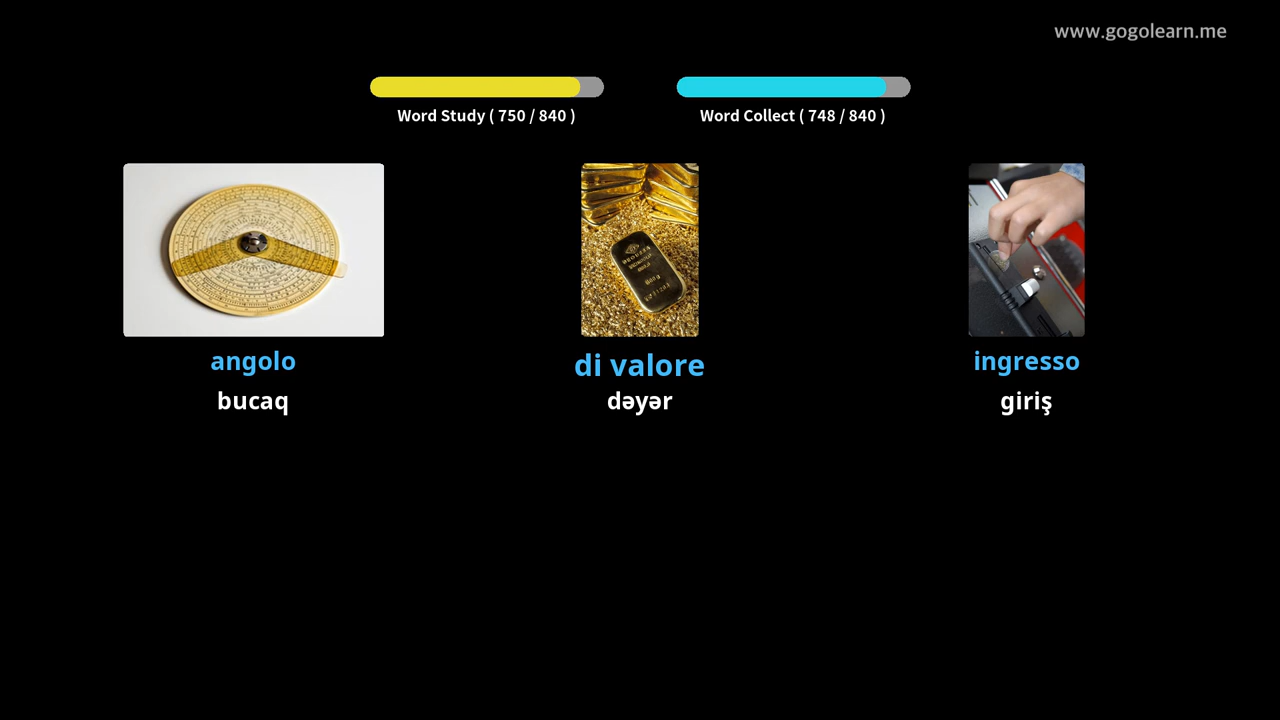 www.gogolearn.me
Word Study ( 750 / 840 )
Word Collect ( 748 / 840 )
angolo
di valore
ingresso
bucaq
dəyər
giriş